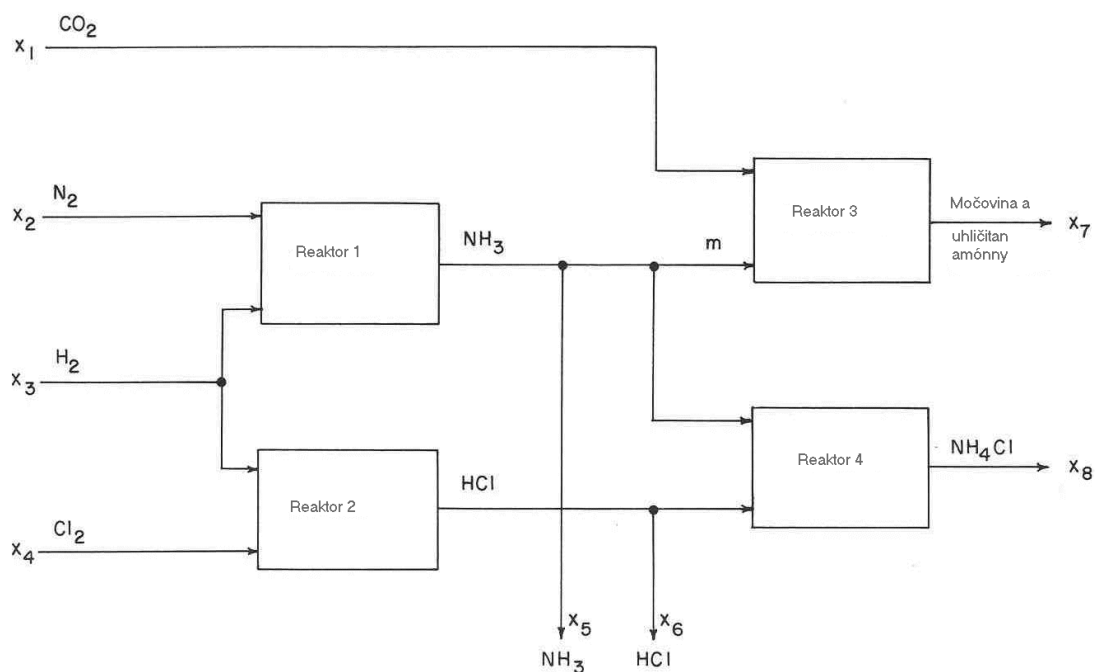 CO₂
x₁
N₂
x₂
Reaktor 1
NH₃
m
Reaktor 3
Močovina a
uhličitan
amónny
x₇
H₂
x₃
Cl₂
x₄
Reaktor 2
HCl
Reaktor 4
NH₄Cl
x₈
x₅
NH₃
x₆
HCl